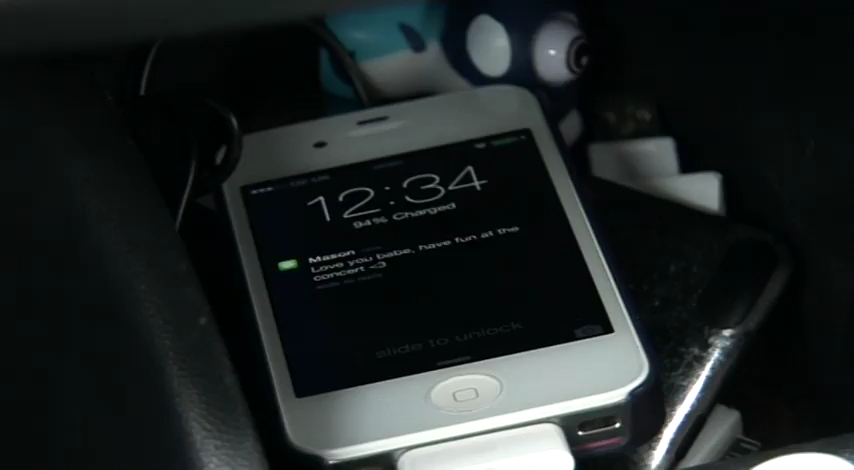 12:34
94% Charged
Mason
Love you babe, have fun at the
concert <3
slide to unlock